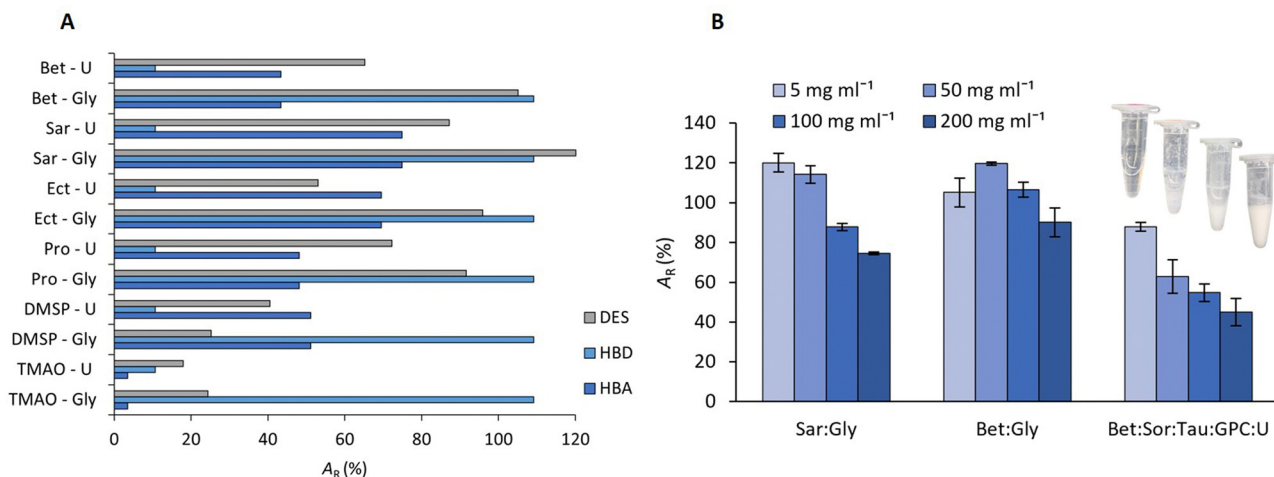 A
Bet - U
Bet - Gly
Sar - U
Sar - Gly
Ect - U
Ect - Gly
Pro - U
Pro - Gly
DMSP - U
DMSP - Gly
TMAO - U
TMAO - Gly
0 20 40 60 80 100 120
A_R (%)
DES
HBD
HBA
B
5 mg ml⁻¹ 50 mg ml⁻¹
100 mg ml⁻¹ 200 mg ml⁻¹
140
120
100
80
60
40
20
0
A_R (%)
Sar:Gly Bet:Gly Bet:Sor:Tau:GPC:U